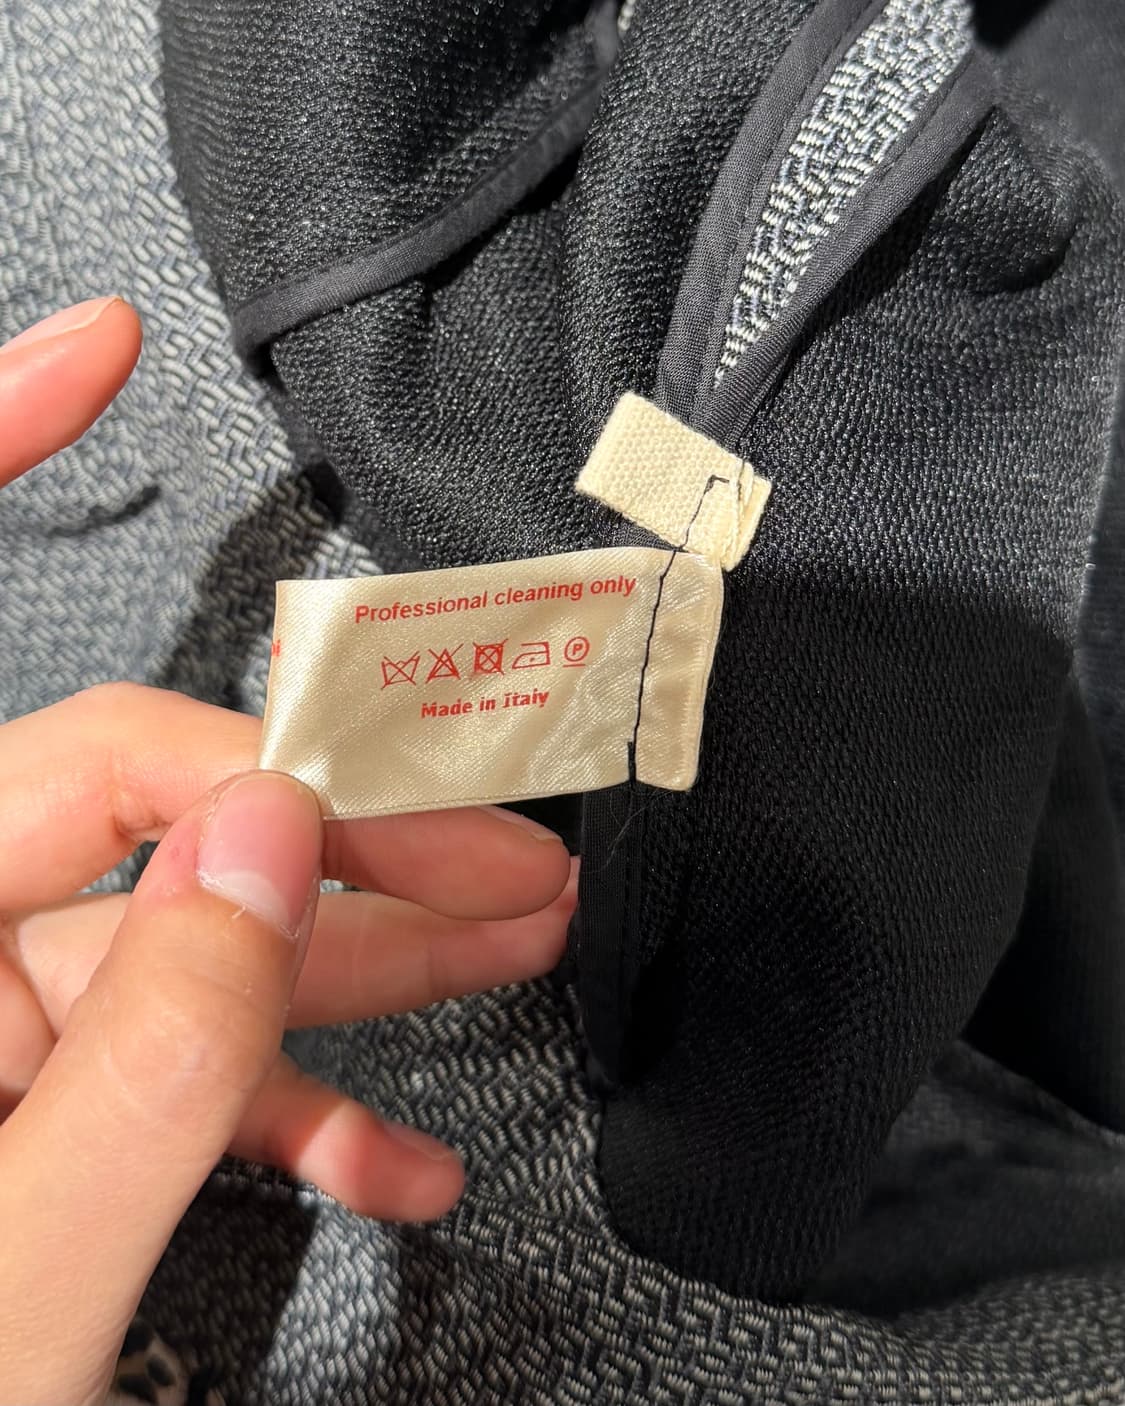 Professional cleaning only
P
Made in Italy